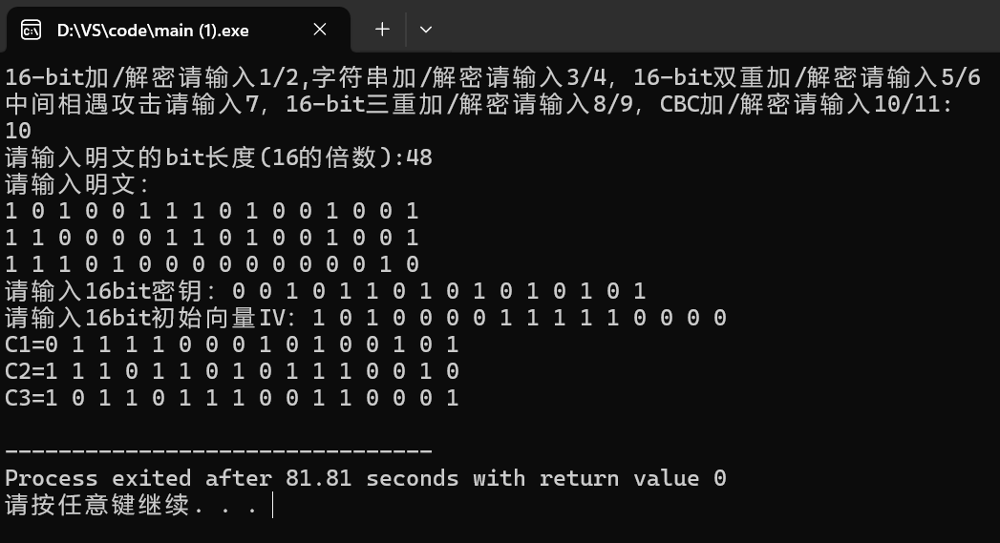 D:\VS\code\main (1).exe
16-bit加/解密请输入1/2,字符串加/解密请输入3/4，16-bit双重加/解密请输入5/6
中间相遇攻击请输入7，16-bit三重加/解密请输入8/9，CBC加/解密请输入10/11：
10
请输入明文的bit长度(16的倍数):48
请输入明文：
1 0 1 0 0 1 1 1 0 1 0 0 1 0 0 1
1 1 0 0 0 0 1 1 0 1 0 0 1 0 0 1
1 1 1 0 1 0 0 0 0 0 0 0 0 0 1 0
请输入16bit密钥：0 0 1 0 1 1 0 1 0 1 0 1 0 1 0 1
请输入16bit初始向量IV：1 0 1 0 0 0 0 1 1 1 1 1 0 0 0 0
C1=0 1 1 1 1 0 0 0 1 0 1 0 0 1 0 1
C2=1 1 1 0 1 1 0 1 0 1 1 1 0 0 1 0
C3=1 0 1 1 0 1 1 1 0 0 1 1 0 0 0 1
--------------------------------
Process exited after 81.81 seconds with return value 0
请按任意键继续. . .